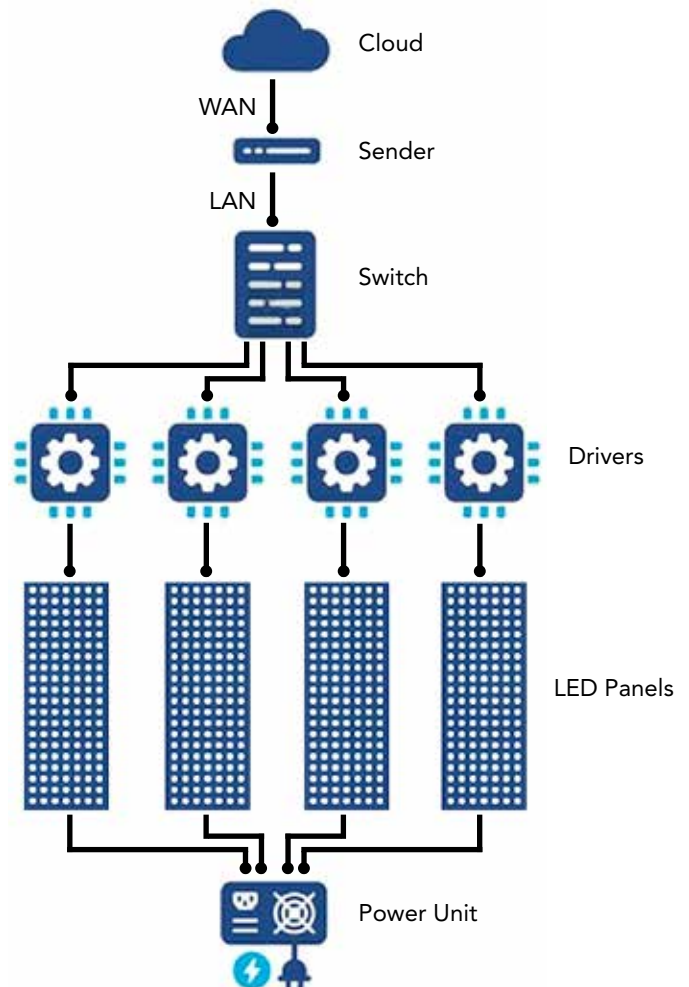 Cloud
WAN
Sender
LAN
Switch
Drivers
LED Panels
Power Unit